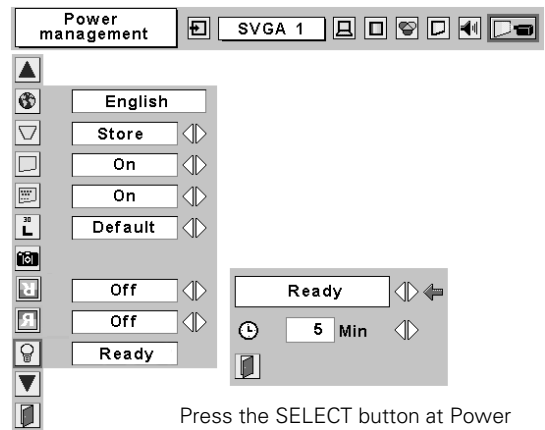 Power
management
SVGA 1
English
Store
On
On
Default
Off
Off
Ready
Ready
5 Min
Press the SELECT button at Power